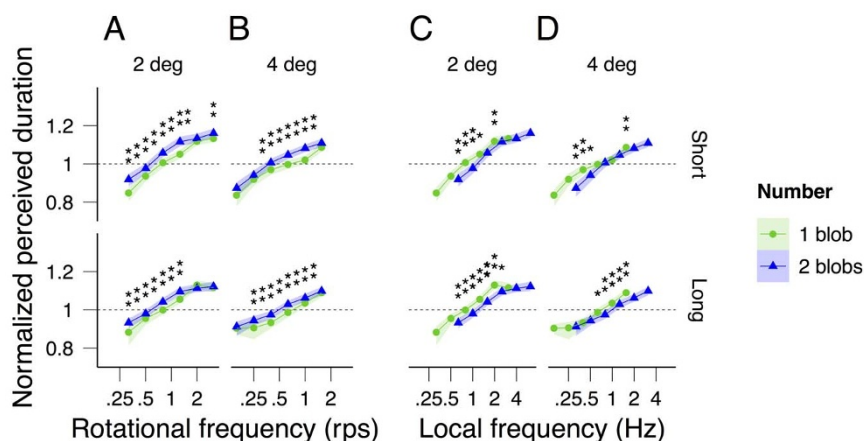 A
B
C
D
2 deg
4 deg
2 deg
4 deg
Normalized perceived duration
1.2
1
0.8
Short
1.2
1
0.8
Long
.25 .5 1 2
.25 .5 1 2
.25 .5 1 2 4
.25 .5 1 2 4
Rotational frequency (rps)
Local frequency (Hz)
Number
1 blob
2 blobs